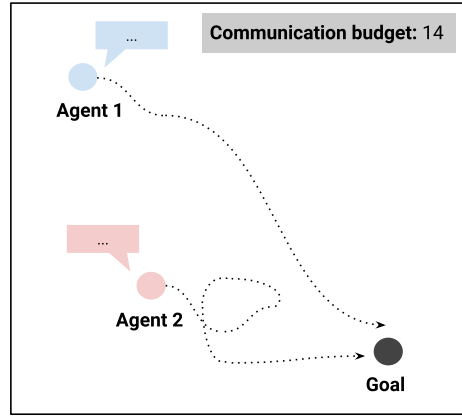 ...
Communication budget: 14
Agent 1
...
Agent 2
Goal